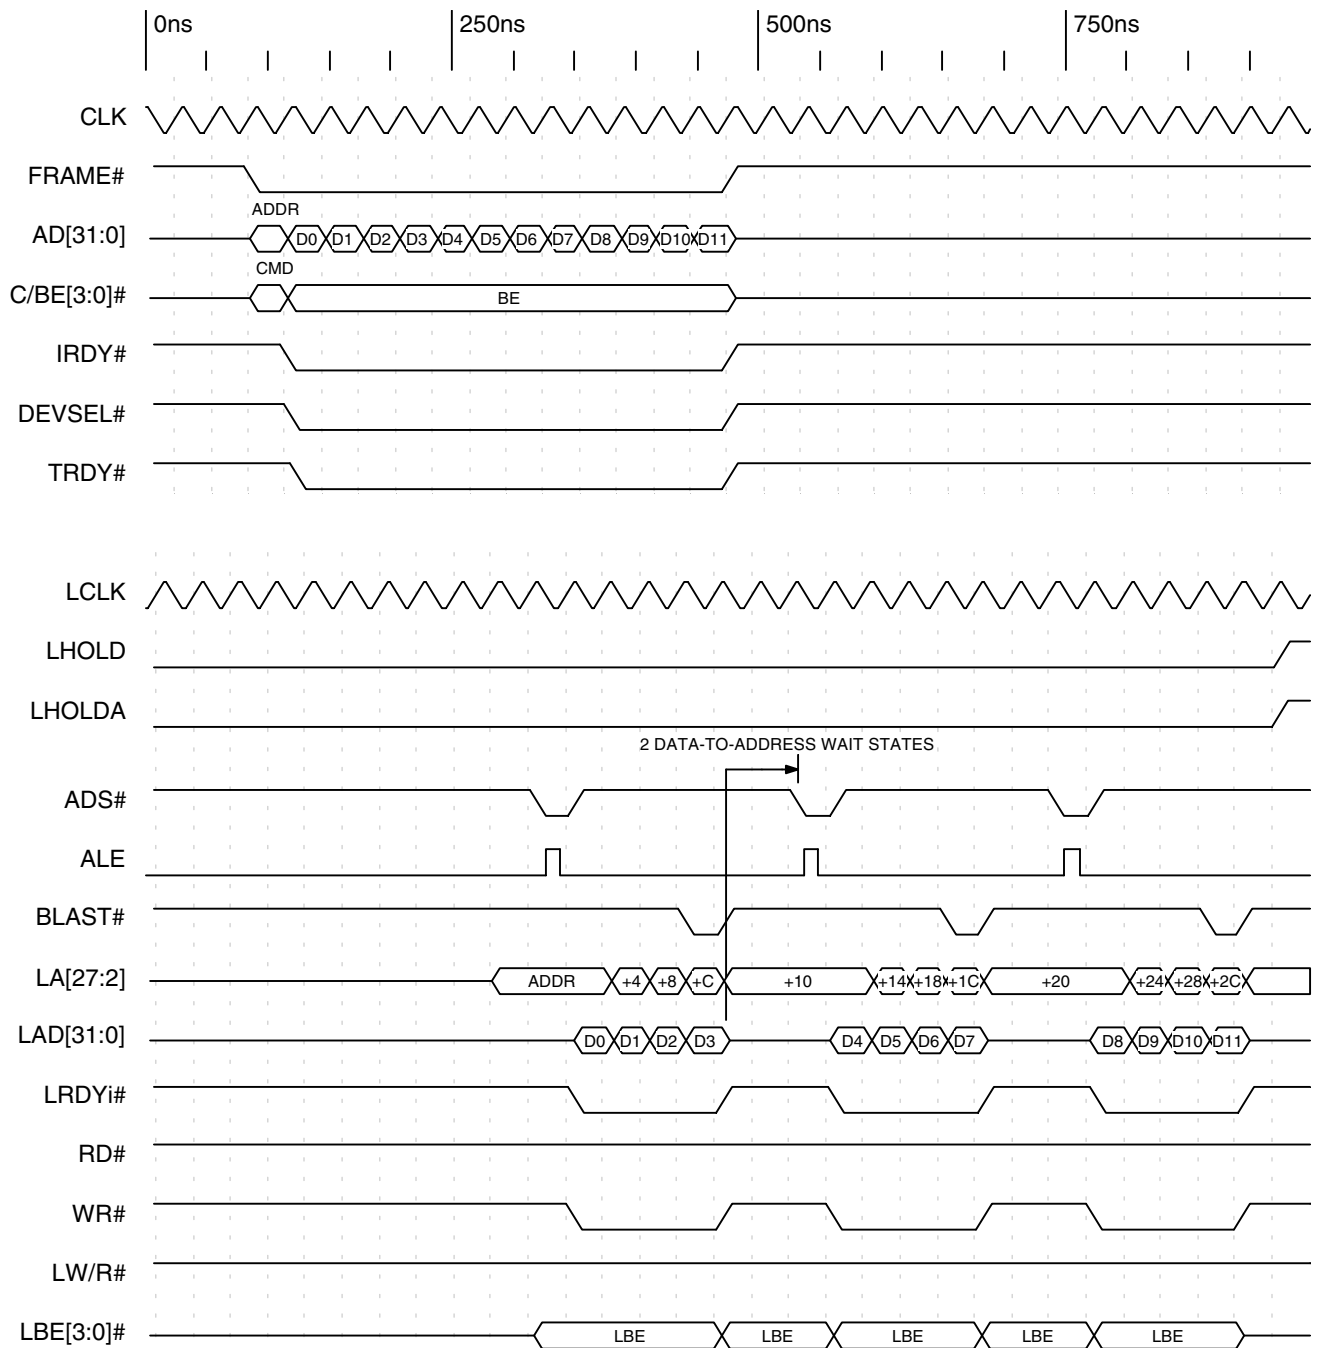 0ns 250ns 500ns 750ns
CLK
FRAME#
ADDR
AD[31:0] D0 D1 D2 D3 D4 D5 D6 D7 D8 D9 D10 D11
CMD
C/BE[3:0]# BE
IRDY#
DEVSEL#
TRDY#
LCLK
LHOLD
LHOLDA
2 DATA-TO-ADDRESS WAIT STATES
ADS#
ALE
BLAST#
LA[27:2] ADDR +4 +8 +C +10 +14 +18 +1C +20 +24 +28 +2C
LAD[31:0] D0 D1 D2 D3 D4 D5 D6 D7 D8 D9 D10 D11
LRDYi#
RD#
WR#
LW/R#
LBE[3:0]# LBE LBE LBE LBE LBE